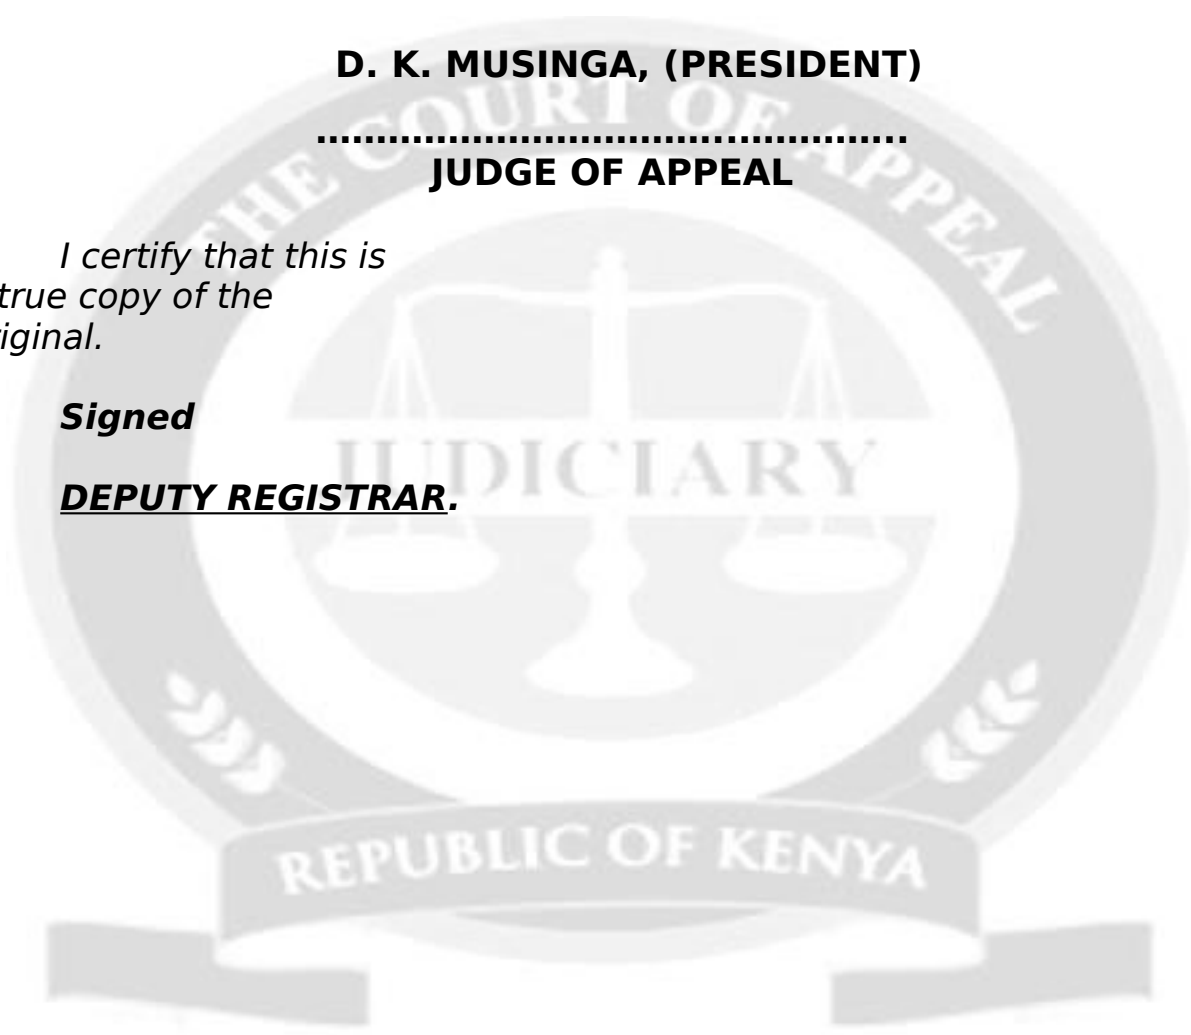 D. K. MUSINGA, (PRESIDENT)
.................................................
JUDGE OF APPEAL
I certify that this is
true copy of the
riginal.
Signed
DEPUTY REGISTRAR.
THE COURT OF APPEAL
JUDICIARY
REPUBLIC OF KENYA